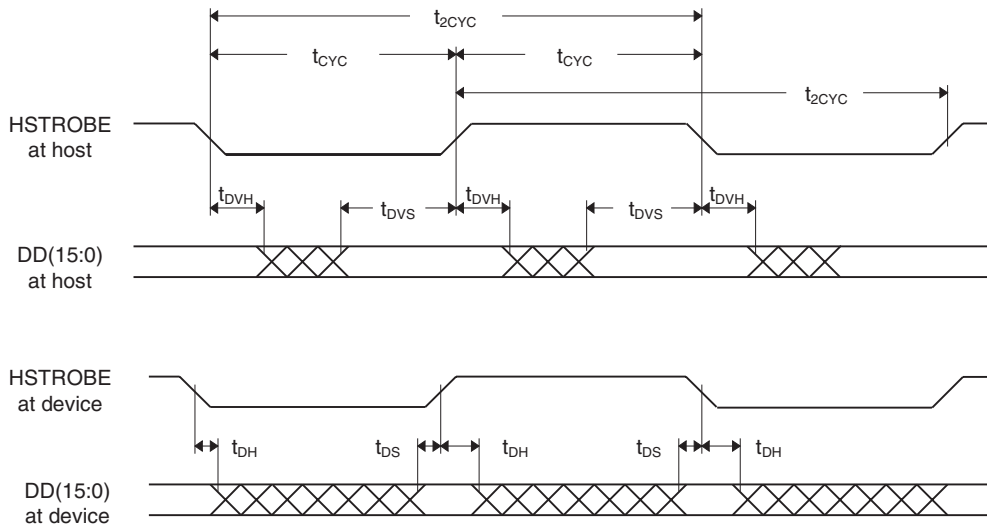 t2CYC
tCYC tCYC
t2CYC
HSTROBE
at host
tDVH tDVS tDVH tDVS tDVH
DD(15:0)
at host
HSTROBE
at device
tDH tDS tDH tDS tDH
DD(15:0)
at device